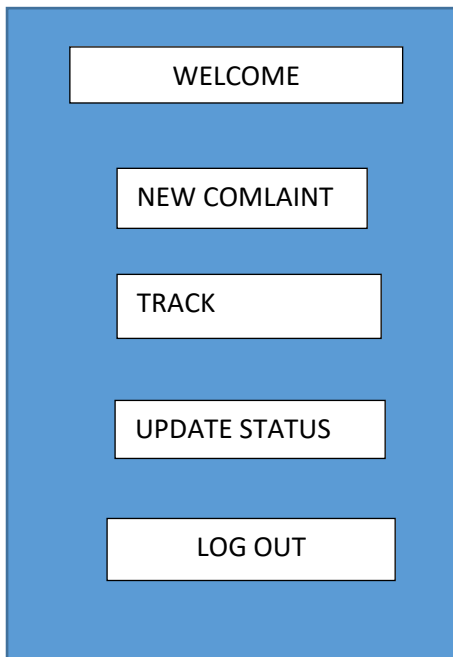 WELCOME
NEW COMLAINT
TRACK
UPDATE STATUS
LOG OUT